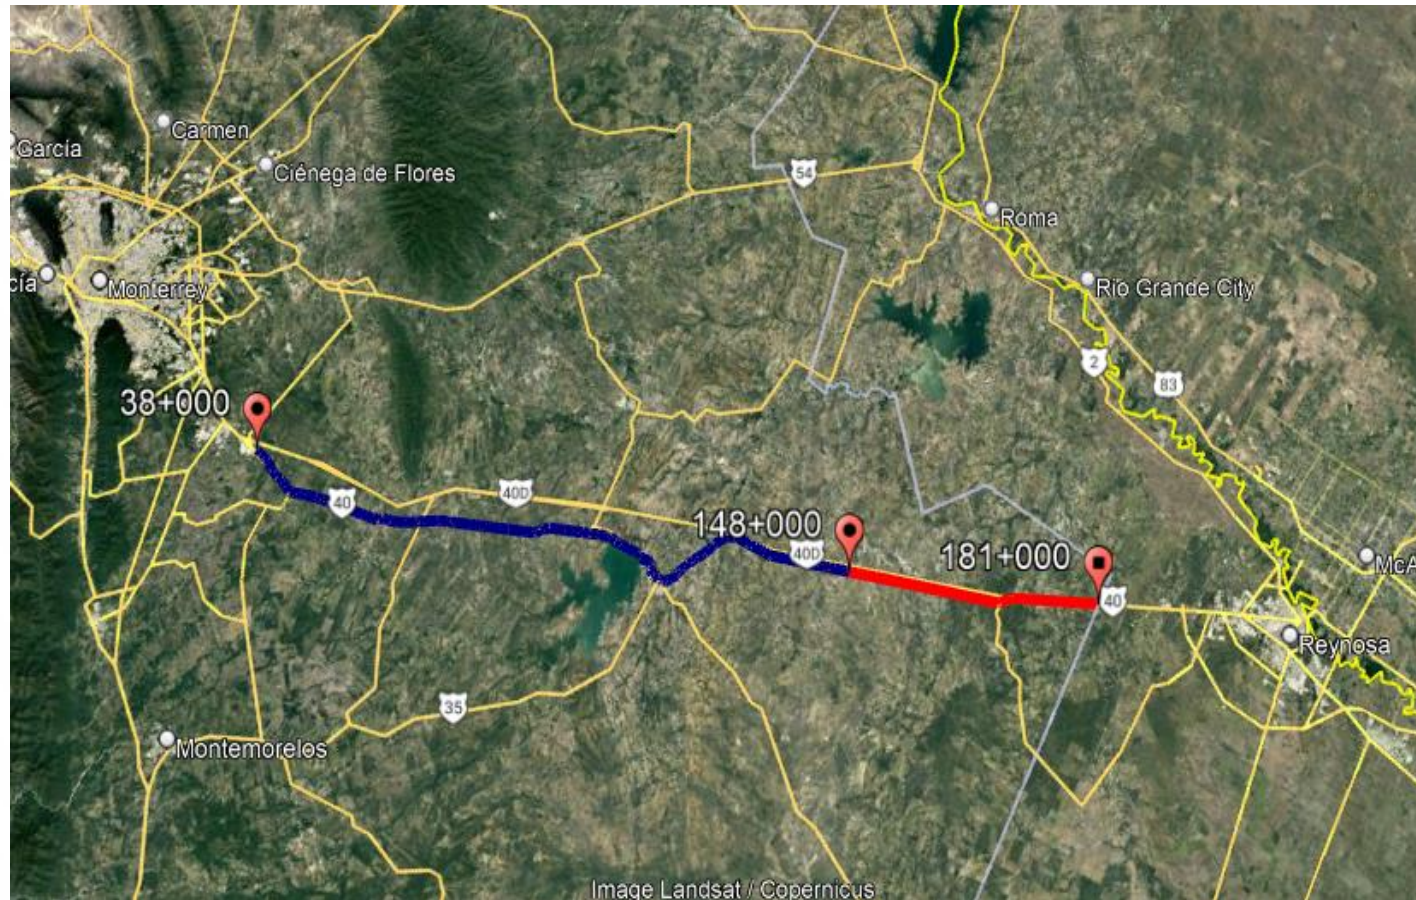 Carmen
García
Ciénega de Flores
54
Roma
cía
Monterrey
Rio Grande City
2
83
38+000
40
40D
148+000
40D
181+000
McA
40
Reynosa
35
Montemorelos
Image Landsat / Copernicus